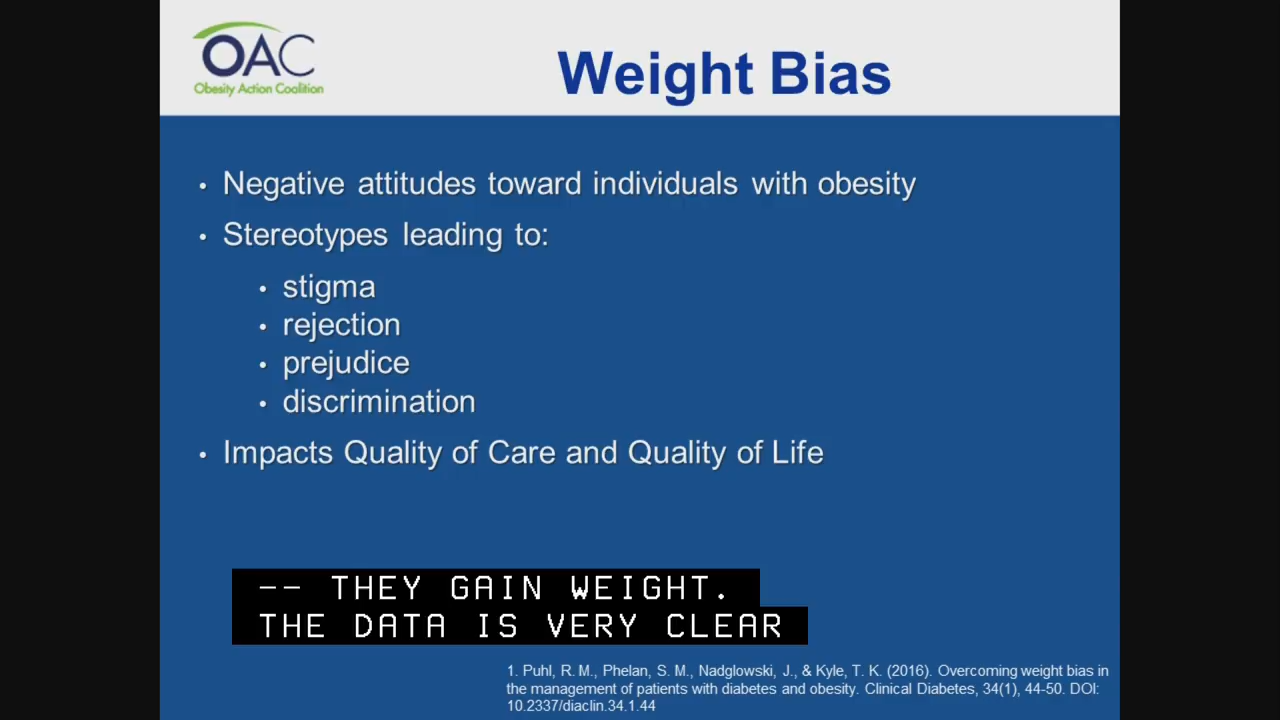 OAC
Obesity Action Coalition
Weight Bias
• Negative attitudes toward individuals with obesity
• Stereotypes leading to:
• stigma
• rejection
• prejudice
• discrimination
• Impacts Quality of Care and Quality of Life
-- THEY GAIN WEIGHT.
THE DATA IS VERY CLEAR
1. Puhl, R. M., Phelan, S. M., Nadglowski, J., & Kyle, T. K. (2016). Overcoming weight bias in
the management of patients with diabetes and obesity. Clinical Diabetes, 34(1), 44-50. DOI:
10.2337/diaclin.34.1.44